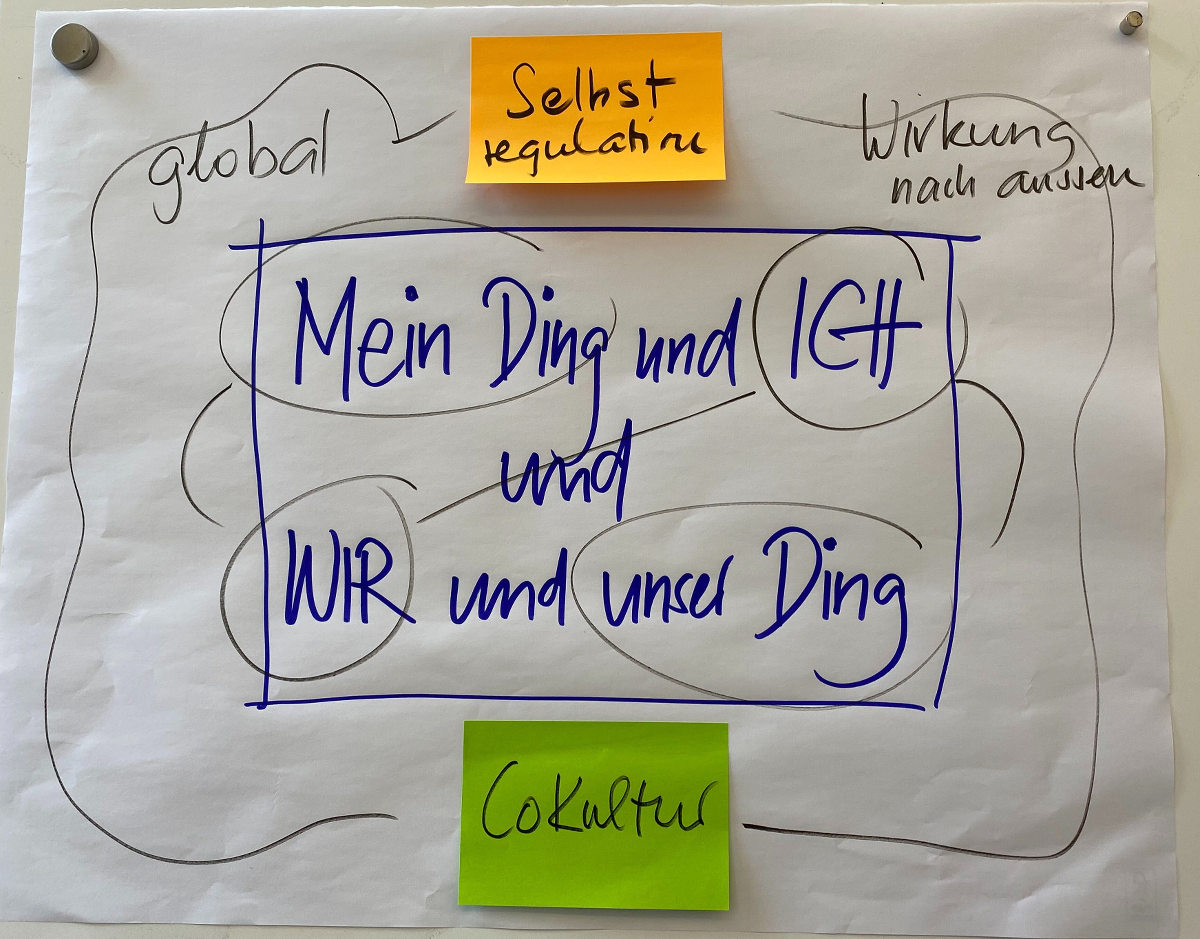 Selbst
regulation
global
Wirkung
nach aussen
Mein Ding und ICH
und
WIR und unser Ding
CoKultur